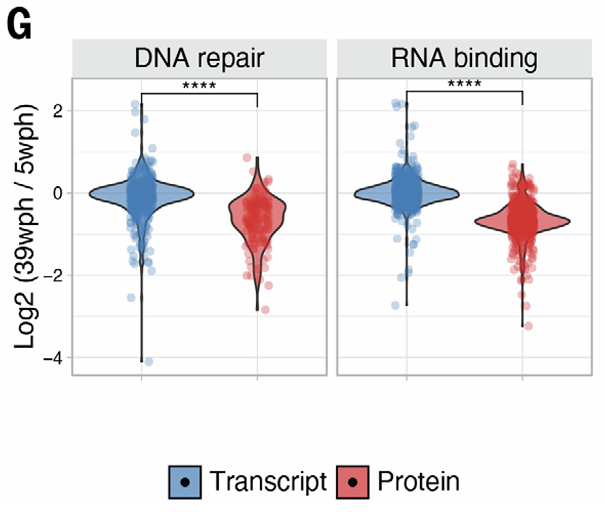 G
DNA repair
RNA binding
****
****
Log2 (39wph / 5wph)
2
0
−2
−4
Transcript
Protein